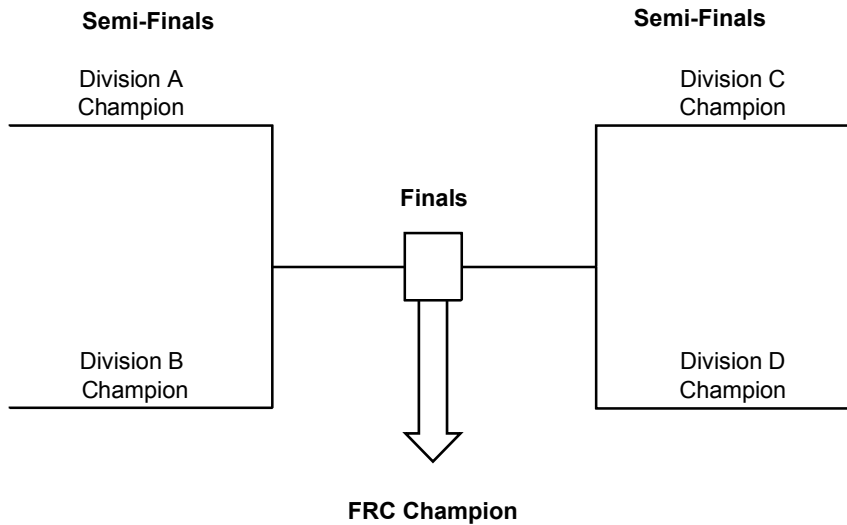 Semi-Finals
Semi-Finals
Division A
Champion
Division C
Champion
Finals
Division B
Champion
Division D
Champion
FRC Champion